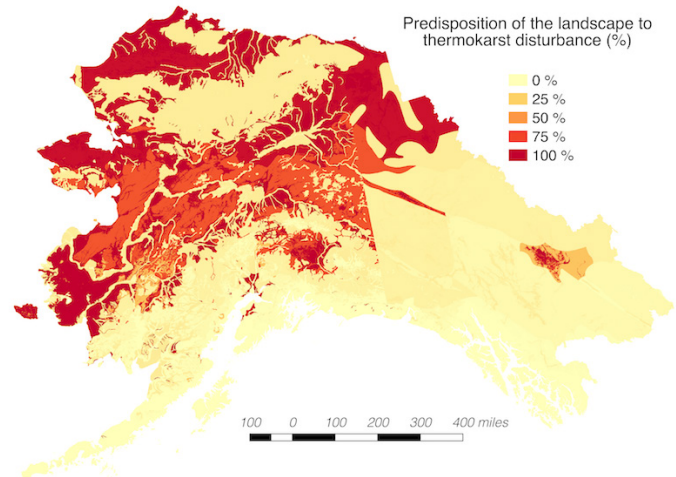 Predisposition of the landscape to
thermokarst disturbance (%)
0 %
25 %
50 %
75 %
100 %
100 0 100 200 300 400 miles